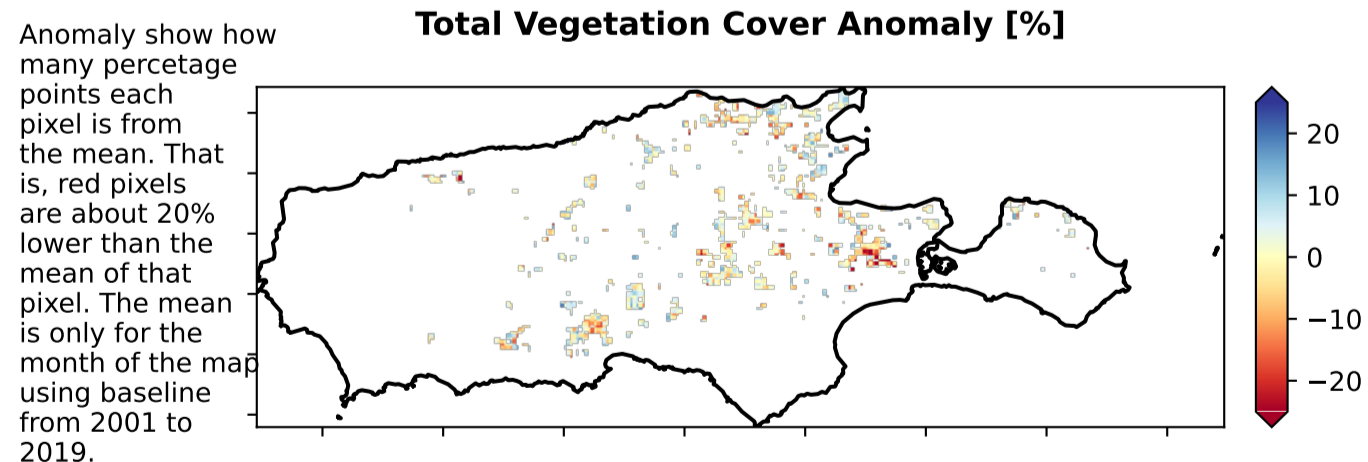 Total Vegetation Cover Anomaly [%]
Anomaly show how
many percetage
points each
pixel is from
the mean. That
is, red pixels
are about 20%
lower than the
mean of that
pixel. The mean
is only for the
month of the map
using baseline
from 2001 to
2019.
20
10
0
−10
−20